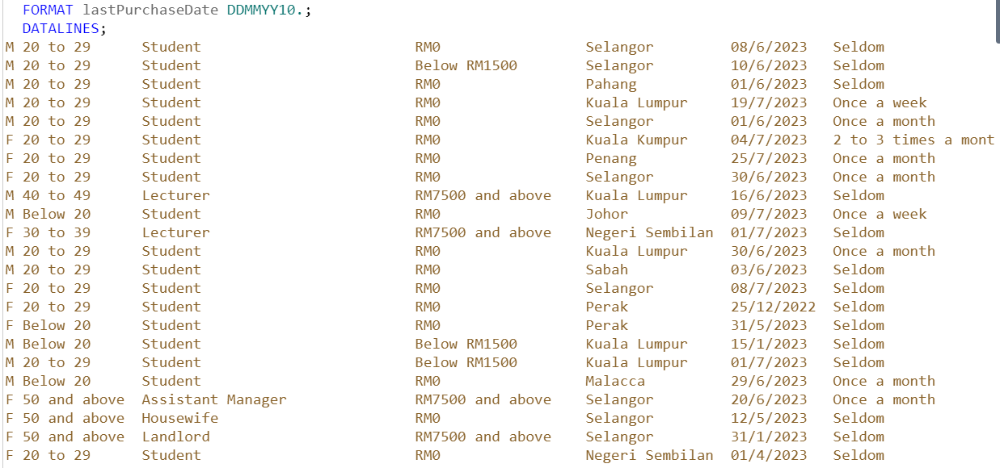 FORMAT lastPurchaseDate DDMMYY10.;
DATALINES;
M 20 to 29 Student RM0 Selangor 08/6/2023 Seldom
M 20 to 29 Student Below RM1500 Selangor 10/6/2023 Seldom
M 20 to 29 Student RM0 Pahang 01/6/2023 Seldom
M 20 to 29 Student RM0 Kuala Lumpur 19/7/2023 Once a week
M 20 to 29 Student RM0 Selangor 01/6/2023 Once a month
F 20 to 29 Student RM0 Kuala Kumpur 04/7/2023 2 to 3 times a mont
F 20 to 29 Student RM0 Penang 25/7/2023 Once a month
F 20 to 29 Student RM0 Selangor 30/6/2023 Once a month
M 40 to 49 Lecturer RM7500 and above Kuala Lumpur 16/6/2023 Seldom
M Below 20 Student RM0 Johor 09/7/2023 Once a week
F 30 to 39 Lecturer RM7500 and above Negeri Sembilan 01/7/2023 Seldom
M 20 to 29 Student RM0 Kuala Lumpur 30/6/2023 Once a month
M 20 to 29 Student RM0 Sabah 03/6/2023 Seldom
F 20 to 29 Student RM0 Selangor 08/7/2023 Seldom
F 20 to 29 Student RM0 Perak 25/12/2022 Seldom
F Below 20 Student RM0 Perak 31/5/2023 Seldom
M Below 20 Student Below RM1500 Kuala Lumpur 15/1/2023 Seldom
M 20 to 29 Student Below RM1500 Kuala Lumpur 01/7/2023 Seldom
M Below 20 Student RM0 Malacca 29/6/2023 Once a month
F 50 and above Assistant Manager RM7500 and above Selangor 20/6/2023 Once a month
F 50 and above Housewife RM0 Selangor 12/5/2023 Seldom
F 50 and above Landlord RM7500 and above Selangor 31/1/2023 Seldom
F 20 to 29 Student RM0 Negeri Sembilan 01/4/2023 Seldom